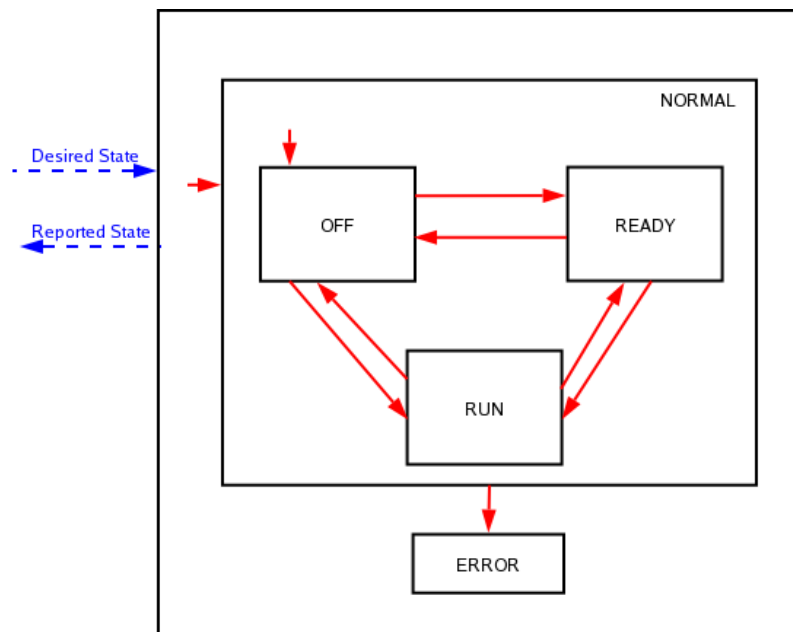 NORMAL
Desired State
Reported State
OFF
READY
RUN
ERROR